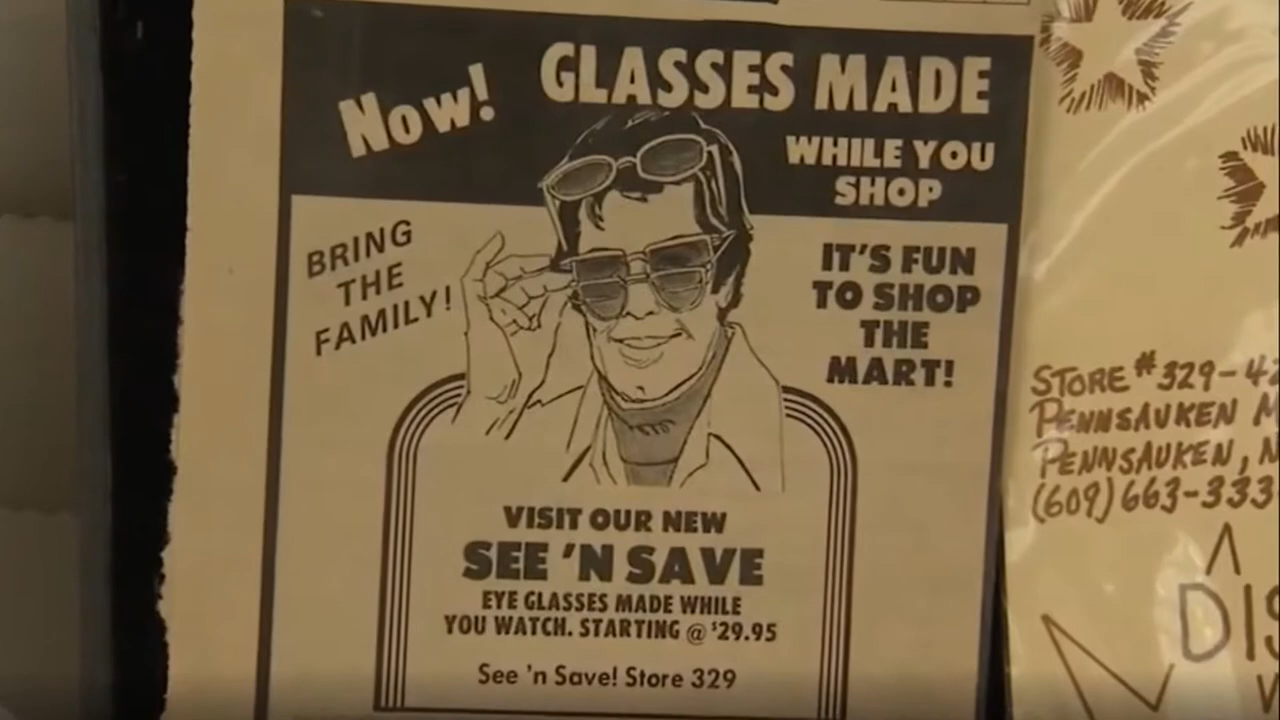 Now!
GLASSES MADE
WHILE YOU
SHOP
BRING
THE
FAMILY!
IT'S FUN
TO SHOP
THE
MART!
VISIT OUR NEW
SEE 'N SAVE
EYE GLASSES MADE WHILE
YOU WATCH. STARTING @ $29.95
See 'n Save! Store 329
STORE # 329-42
PENNSAUKEN
PENNSAUKEN,
(609) 663-333